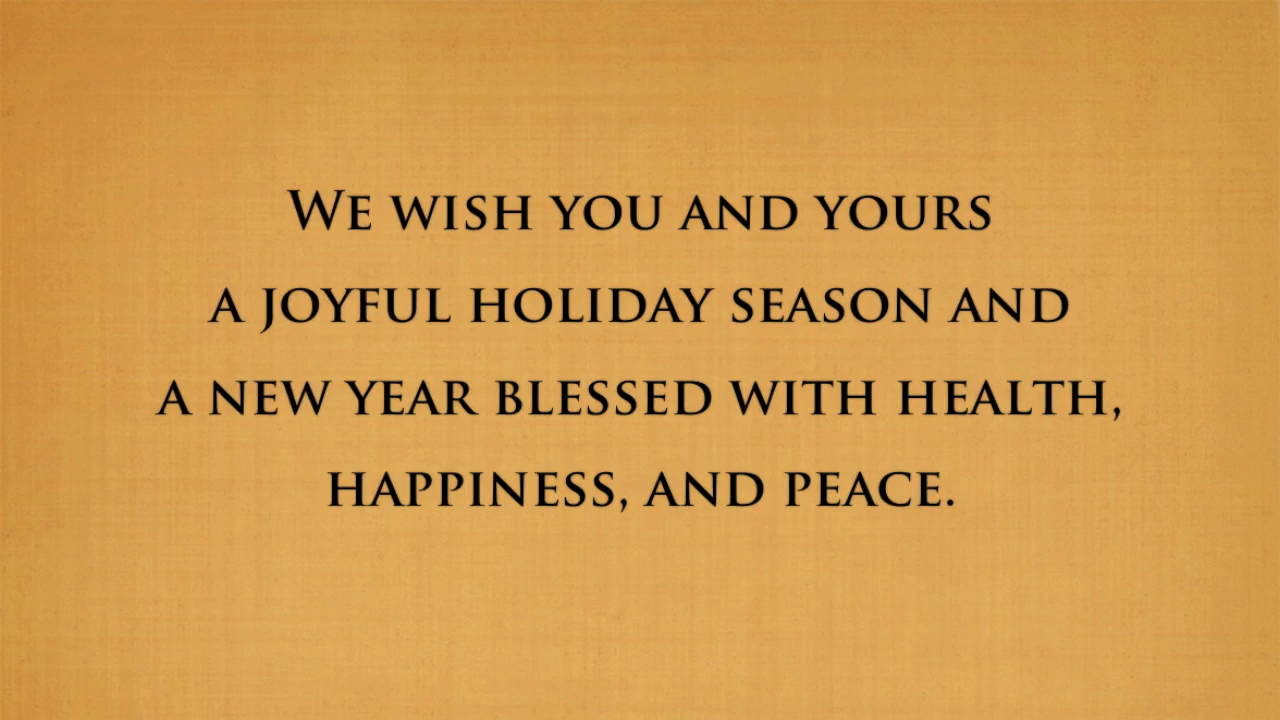 We wish you and yours
a joyful holiday season and
a new year blessed with health,
happiness, and peace.